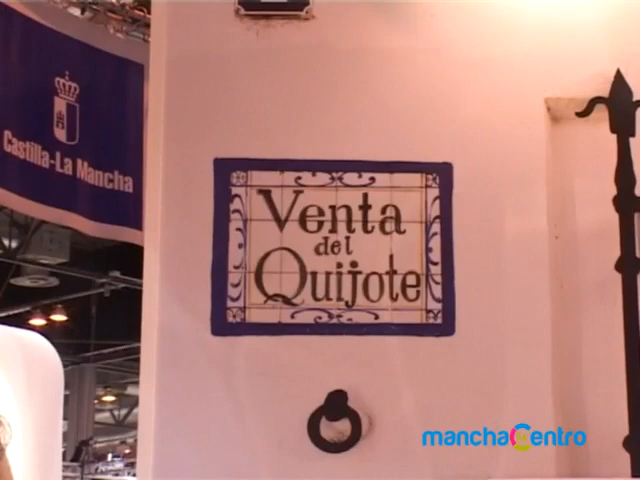 Castilla-La Mancha
Venta
del
Quijote
manchaCentro